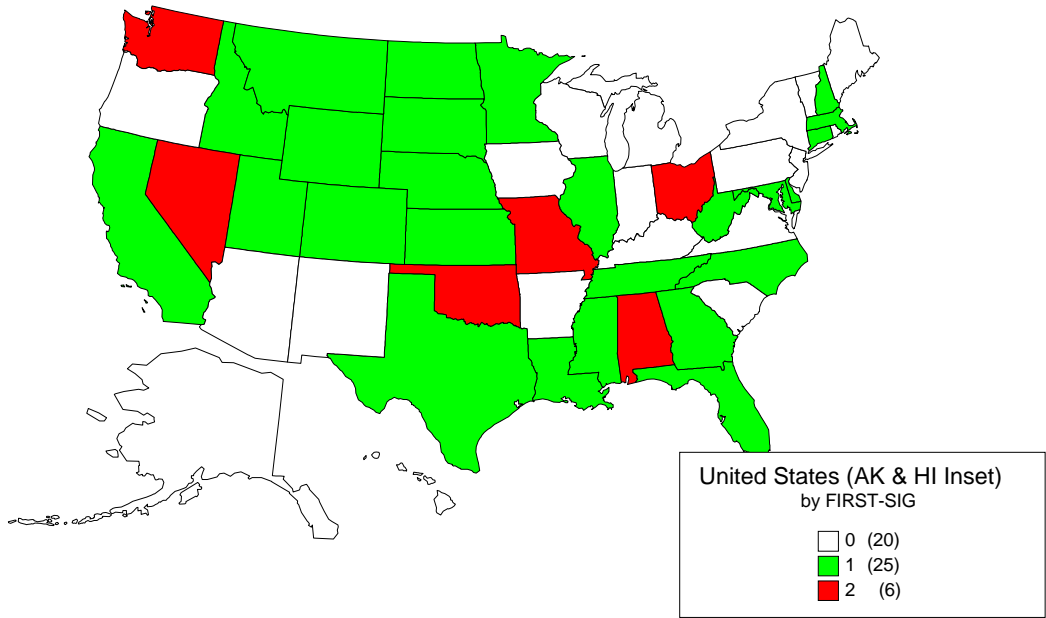 United States (AK & HI Inset)
by FIRST-SIG
0 (20)
1 (25)
2 (6)